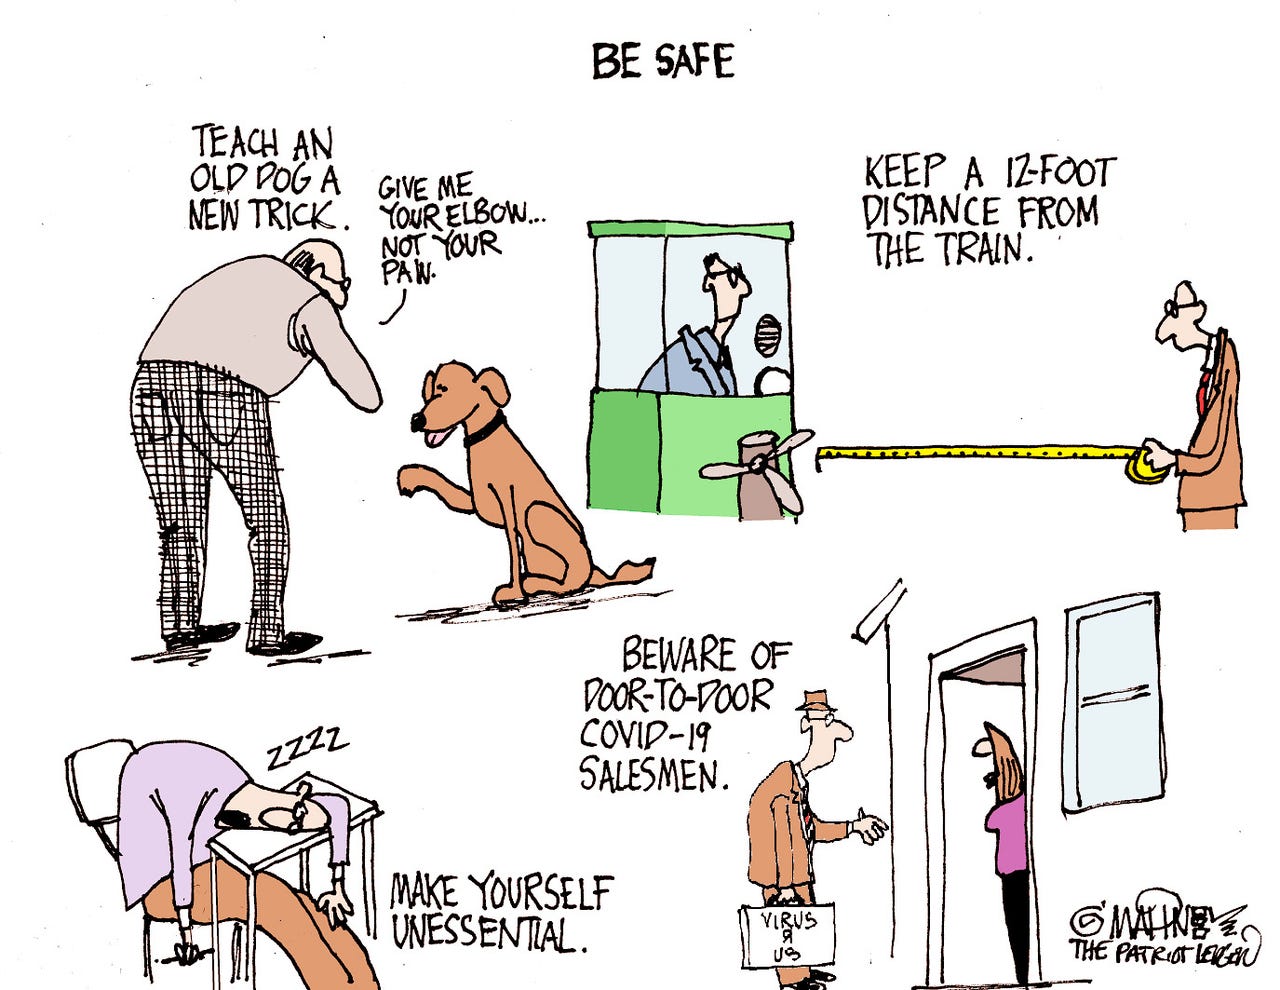 BE SAFE
TEACH AN
OLD DOG A
NEW TRICK.
GIVE ME
YOUR ELBOW...
NOT YOUR
PAW.
KEEP A 12-FOOT
DISTANCE FROM
THE TRAIN.
BEWARE OF
DOOR-TO-DOOR
COVID-19
SALESMEN.
VIRUS
Я
US
ZZZZ
MAKE YOURSELF
UNESSENTIAL.
© MAHNE
THE PATRIOT LEDGER